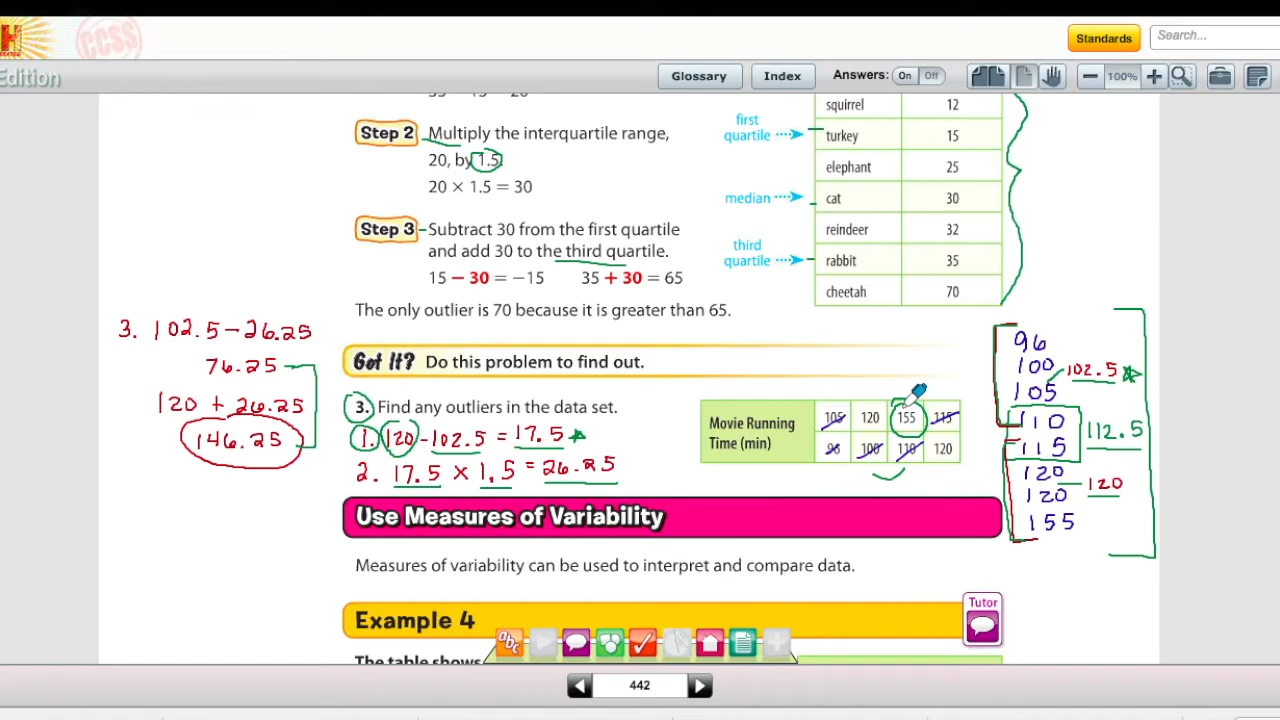 CCSS
Standards
Search...
Edition
Glossary
Index
Answers:
On
Off
100%
Step 2
Multiply the interquartile range,
20, by 1.5.
20 × 1.5 = 30
Step 3
Subtract 30 from the first quartile
and add 30 to the third quartile.
15 − 30 = −15 35 + 30 = 65
The only outlier is 70 because it is greater than 65.
first
quartile
median
third
quartile
squirrel 12
turkey 15
elephant 25
cat 30
reindeer 32
rabbit 35
cheetah 70
3. 102.5 - 26.25
76.25
120 + 26.25
146.25
Got It? Do this problem to find out.
3. Find any outliers in the data set.
1. 120 - 102.5 = 17.5
2. 17.5 × 1.5 = 26.25
Movie Running
Time (min)
105 120 155 115
96 100 110 120
96
100
105
110
115
120
120
155
102.5
112.5
120
Use Measures of Variability
Measures of variability can be used to interpret and compare data.
Example 4
Tutor
abc
The table shows
442